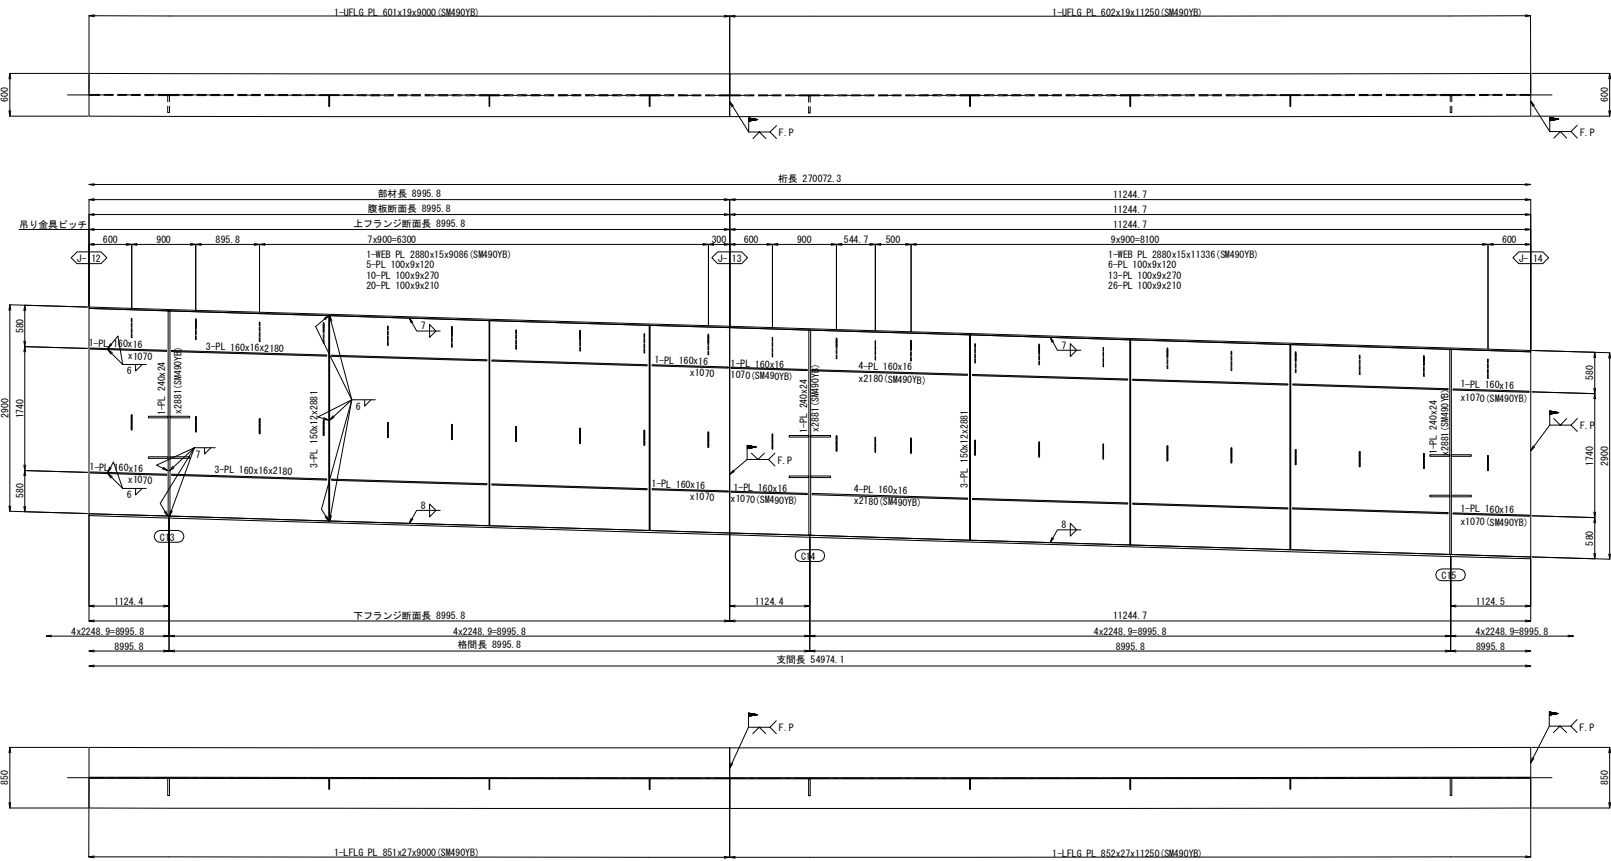 1-UFLG PL 601x19x9000(SM490YB)
1-UFLG PL 602x19x11250(SM490YB)
600
600
F.P
F.P
桁長 270072.3
部材長 8995.8
11244.7
腹板断面長 8995.8
11244.7
吊り金具ピッチ
上フランジ断面長 8995.8
11244.7
600
900
895.8
7x900=6300
300
600
900
544.7
500
9x900=8100
600
J- 12
J- 13
J- 14
1-WEB PL 2880x15x9086(SM490YB)
5-PL 100x9x120
10-PL 100x9x270
20-PL 100x9x210
1-WEB PL 2880x15x11336(SM490YB)
6-PL 100x9x120
13-PL 100x9x270
26-PL 100x9x210
2900
580
1740
580
1-PL 160x16
x1070
6
1-PL 240x24
x2881(SM490YB)
3-PL 160x16x2180
7
6
3-PL 150x12x2881
1-PL 160x16
x1070
1-PL 160x16
1070(SM490YB)
1-PL 240x24
x2881(SM490YB)
4-PL 160x16
x2180(SM490YB)
7
3-PL 150x12x2881
1-PL 240x24
x2881(SM490YB)
1-PL 160x16
x1070(SM490YB)
580
1740
580
2900
F.P
7
F.P
1-PL 160x16
x1070
6
3-PL 160x16x2180
8
1-PL 160x16
x1070
1-PL 160x16
x1070(SM490YB)
4-PL 160x16
x2180(SM490YB)
8
1-PL 160x16
x1070(SM490YB)
C13
C14
C15
1124.4
1124.4
1124.5
下フランジ断面長 8995.8
11244.7
4x2248.9=8995.8
4x2248.9=8995.8
4x2248.9=8995.8
4x2248.9=8995.8
8995.8
格間長 8995.8
8995.8
8995.8
支間長 54974.1
F.P
F.P
850
850
1-LFLG PL 851x27x9000(SM490YB)
1-LFLG PL 852x27x11250(SM490YB)